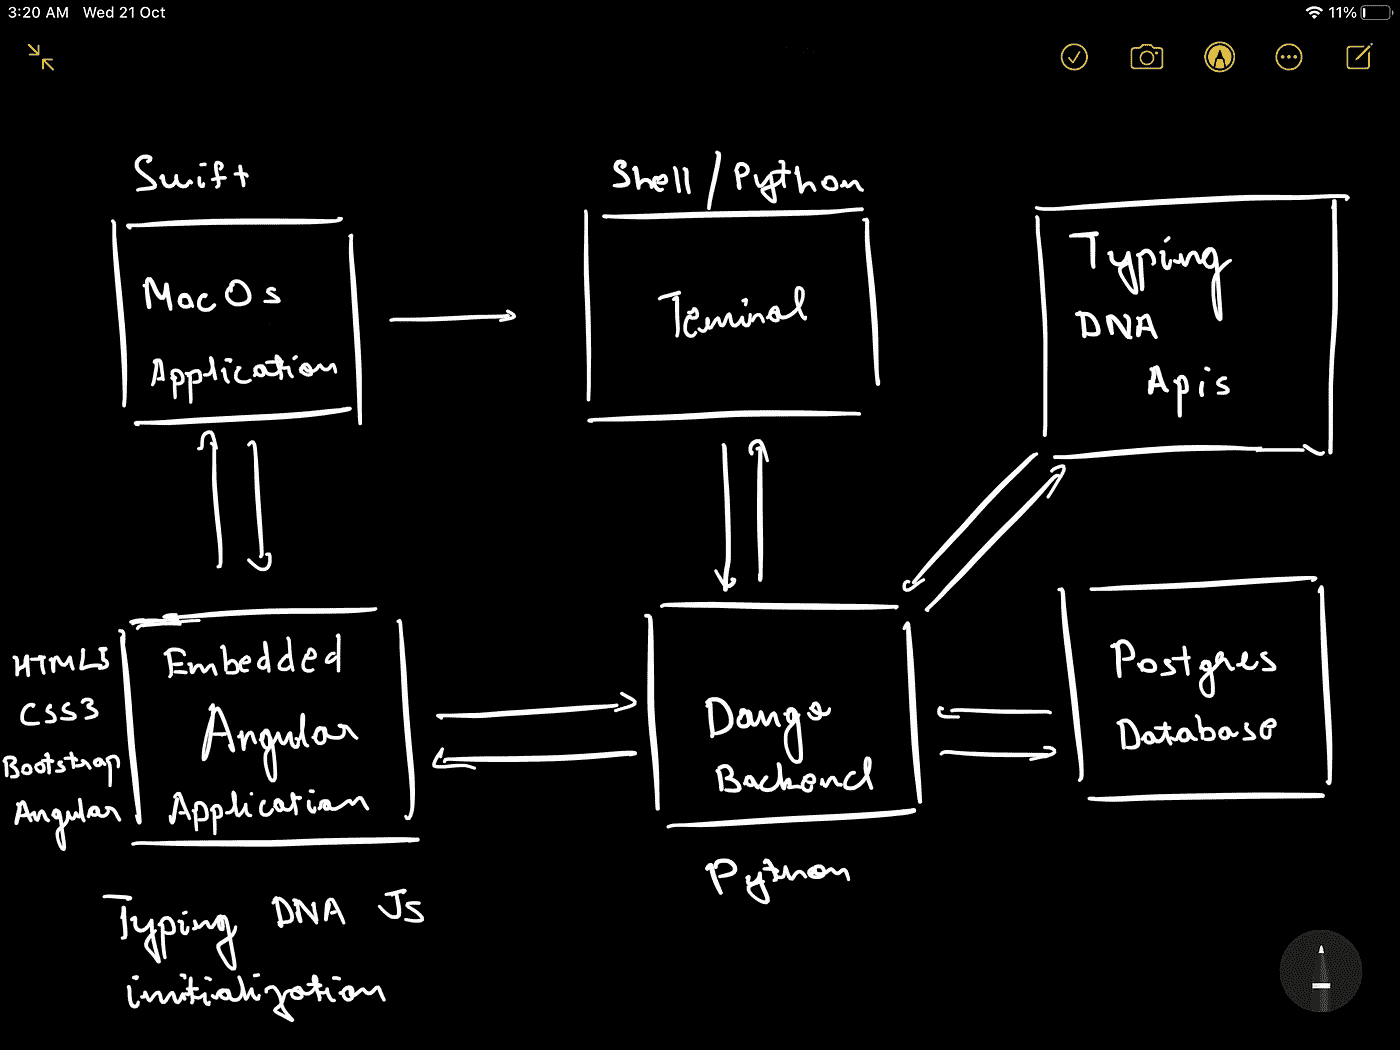 3:20 AM Wed 21 Oct
11%
Swift
MacOs
Application
Shell / Python
Teminal
Typing
DNA
Apis
HTML5
CSS3
Bootstrap
Angular
Embedded
Angular
Application
Typing DNA Js
initialization
Dango
Backend
Python
Postgres
Database